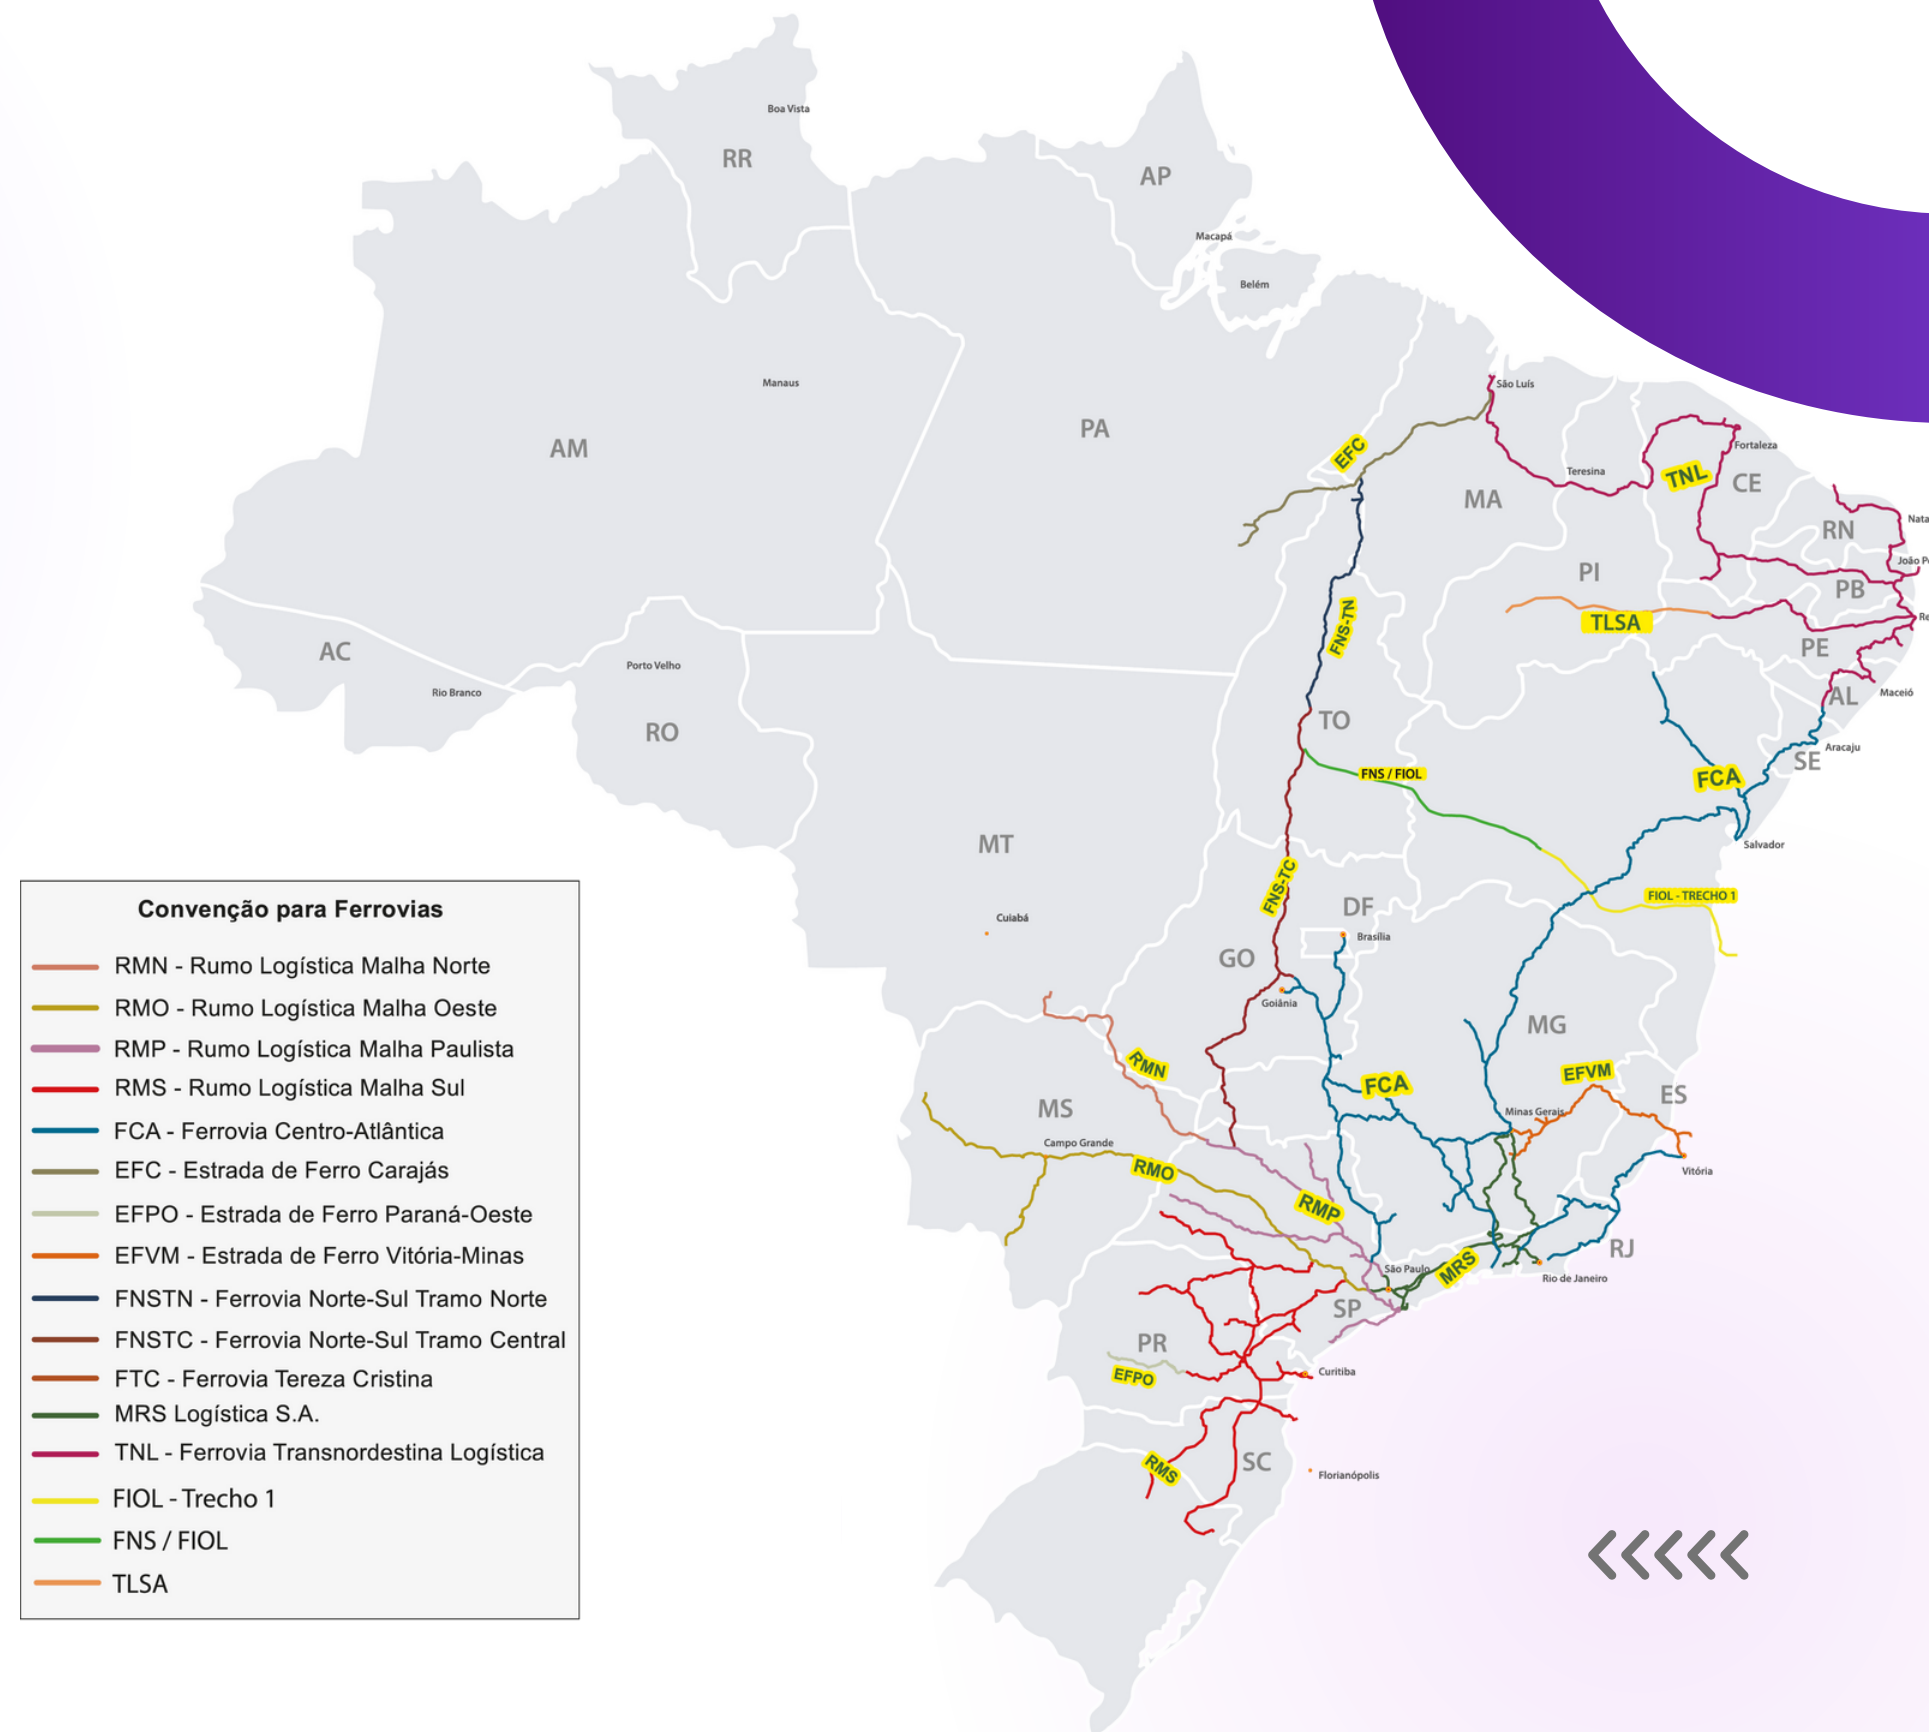 Boa Vista
RR
AP
Macapá
Belém
Manaus
São Luís
AM
PA
EFC
Fortaleza
Teresina
TNL
CE
MA
RN
PI
PB
FNS-TN
TLSA
AC
PE
Porto Velho
Rio Branco
AL
Maceió
TO
RO
Aracaju
SE
FNS / FIOL
FCA
MT
Salvador
FNS-TC
FIOL - TRECHO 1
DF
Cuiabá
Brasília
GO
Goiânia
MG
RMN
EFVM
FCA
ES
MS
Minas Gerais
Campo Grande
RMO
Vitória
RMP
RJ
MRS
São Paulo
Rio de Janeiro
SP
PR
EFPO
Curitiba
SC
RMS
Florianópolis
Convenção para Ferrovias
RMN - Rumo Logística Malha Norte
RMO - Rumo Logística Malha Oeste
RMP - Rumo Logística Malha Paulista
RMS - Rumo Logística Malha Sul
FCA - Ferrovia Centro-Atlântica
EFC - Estrada de Ferro Carajás
EFPO - Estrada de Ferro Paraná-Oeste
EFVM - Estrada de Ferro Vitória-Minas
FNSTN - Ferrovia Norte-Sul Tramo Norte
FNSTC - Ferrovia Norte-Sul Tramo Central
FTC - Ferrovia Tereza Cristina
MRS Logística S.A.
TNL - Ferrovia Transnordestina Logística
FIOL - Trecho 1
FNS / FIOL
TLSA